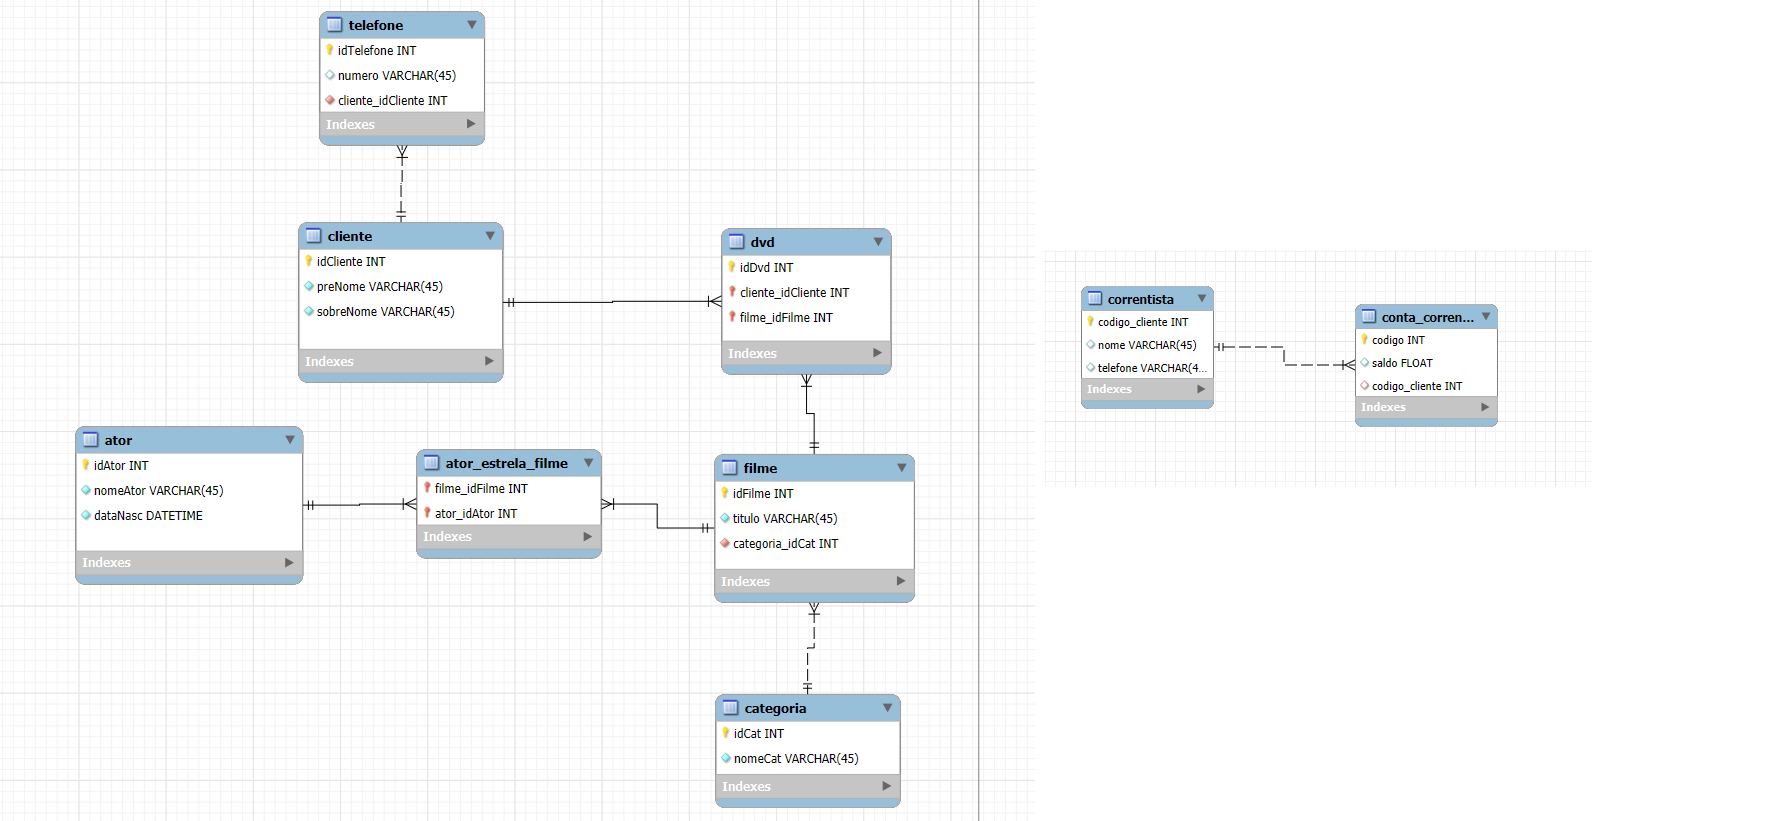 telefone
idTelefone INT
numero VARCHAR(45)
cliente_idCliente INT
Indexes
cliente
idCliente INT
preNome VARCHAR(45)
sobreNome VARCHAR(45)
Indexes
dvd
idDvd INT
cliente_idCliente INT
filme_idFilme INT
Indexes
ator
idAtor INT
nomeAtor VARCHAR(45)
dataNasc DATETIME
Indexes
ator_estrela_filme
filme_idFilme INT
ator_idAtor INT
Indexes
filme
idFilme INT
titulo VARCHAR(45)
categoria_idCat INT
Indexes
categoria
idCat INT
nomeCat VARCHAR(45)
Indexes
correntista
codigo_cliente INT
nome VARCHAR(45)
telefone VARCHAR(4...
Indexes
conta_corren...
codigo INT
saldo FLOAT
codigo_cliente INT
Indexes